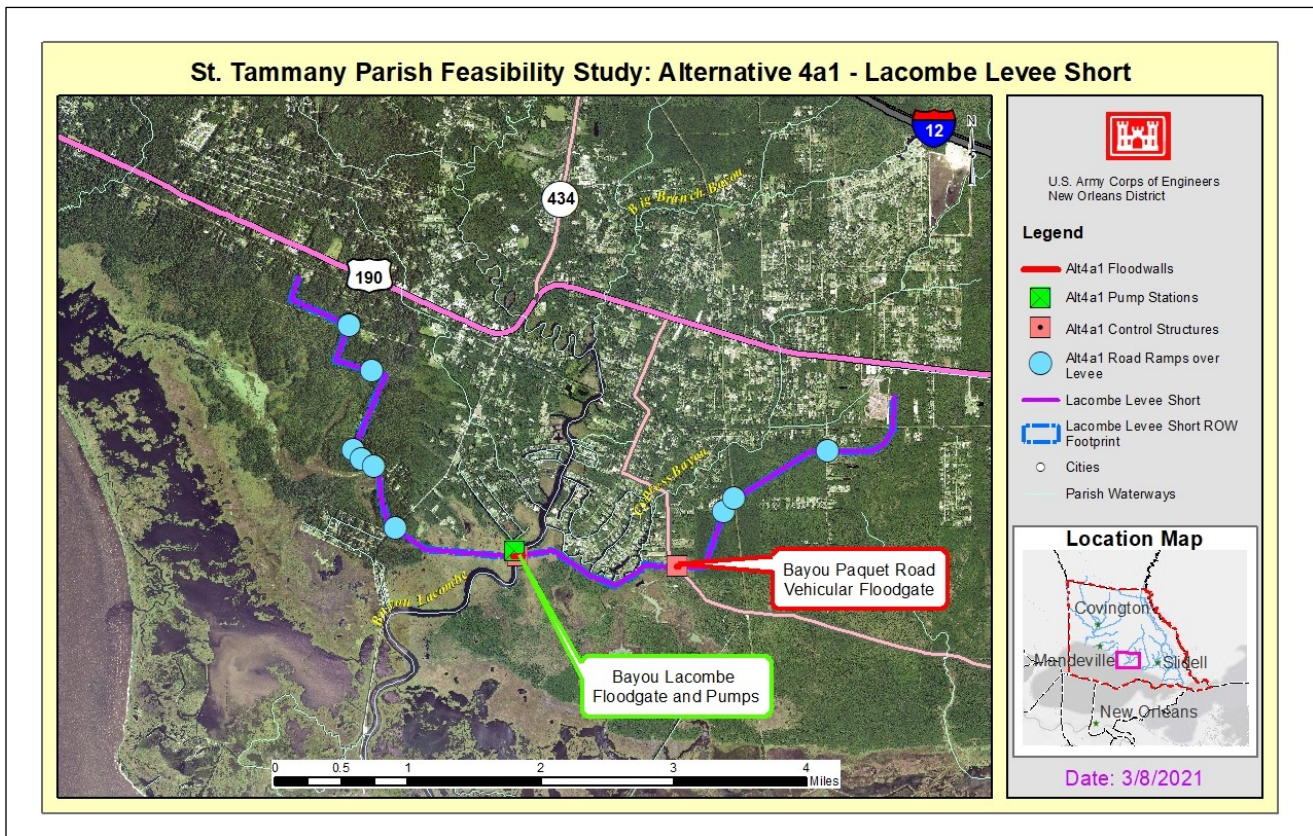 St. Tammany Parish Feasibility Study: Alternative 4a1 - Lacombe Levee Short
12
N
434
Big Branch Bayou
190
Cypress Bayou
Bayou Lacombe
Bayou Paquet Road
Vehicular Floodgate
Bayou Lacombe
Floodgate and Pumps
0 0.5 1 2 3 4
Miles
U.S. Army Corps of Engineers
New Orleans District
Legend
Alt4a1 Floodwalls
Alt4a1 Pump Stations
Alt4a1 Control Structures
Alt4a1 Road Ramps over
Levee
Lacombe Levee Short
Lacombe Levee Short ROW
Footprint
Cities
Parish Waterways
Location Map
Covington
Mandeville
Slidell
New Orleans
Date: 3/8/2021